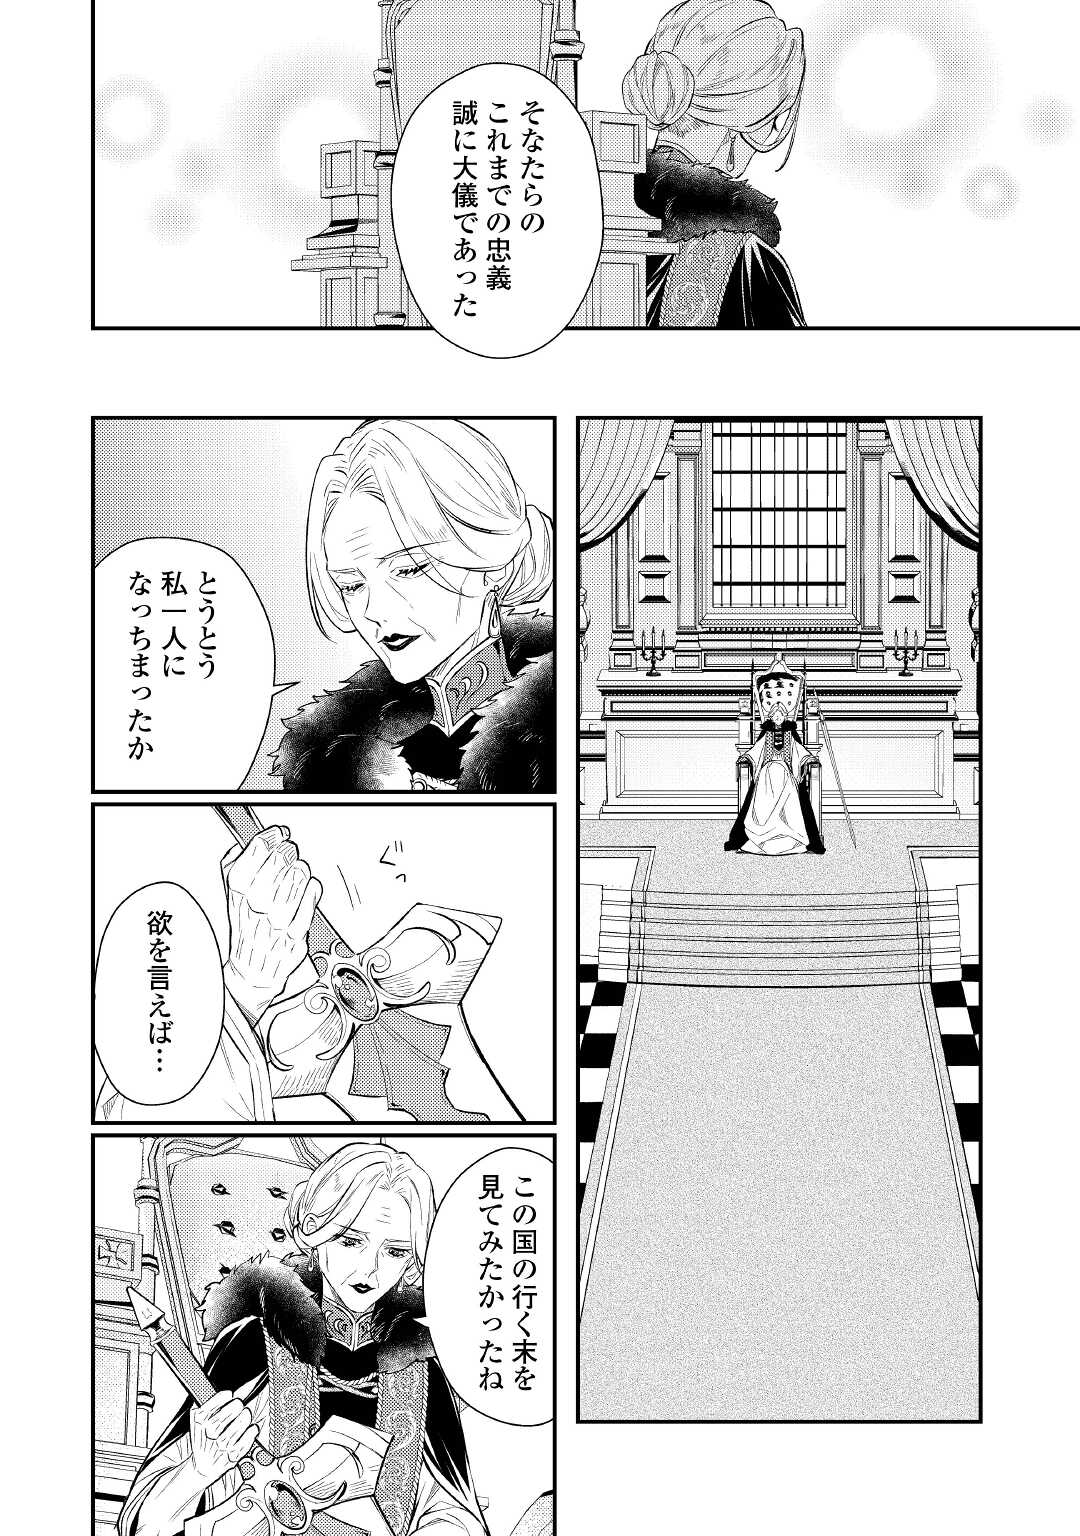 そなたらの
これまでの忠義
誠に大儀であった
とうとう
私一人に
なっちまったか
ぐっ
欲を言えば…
この国の行く末を
見てみたかったね